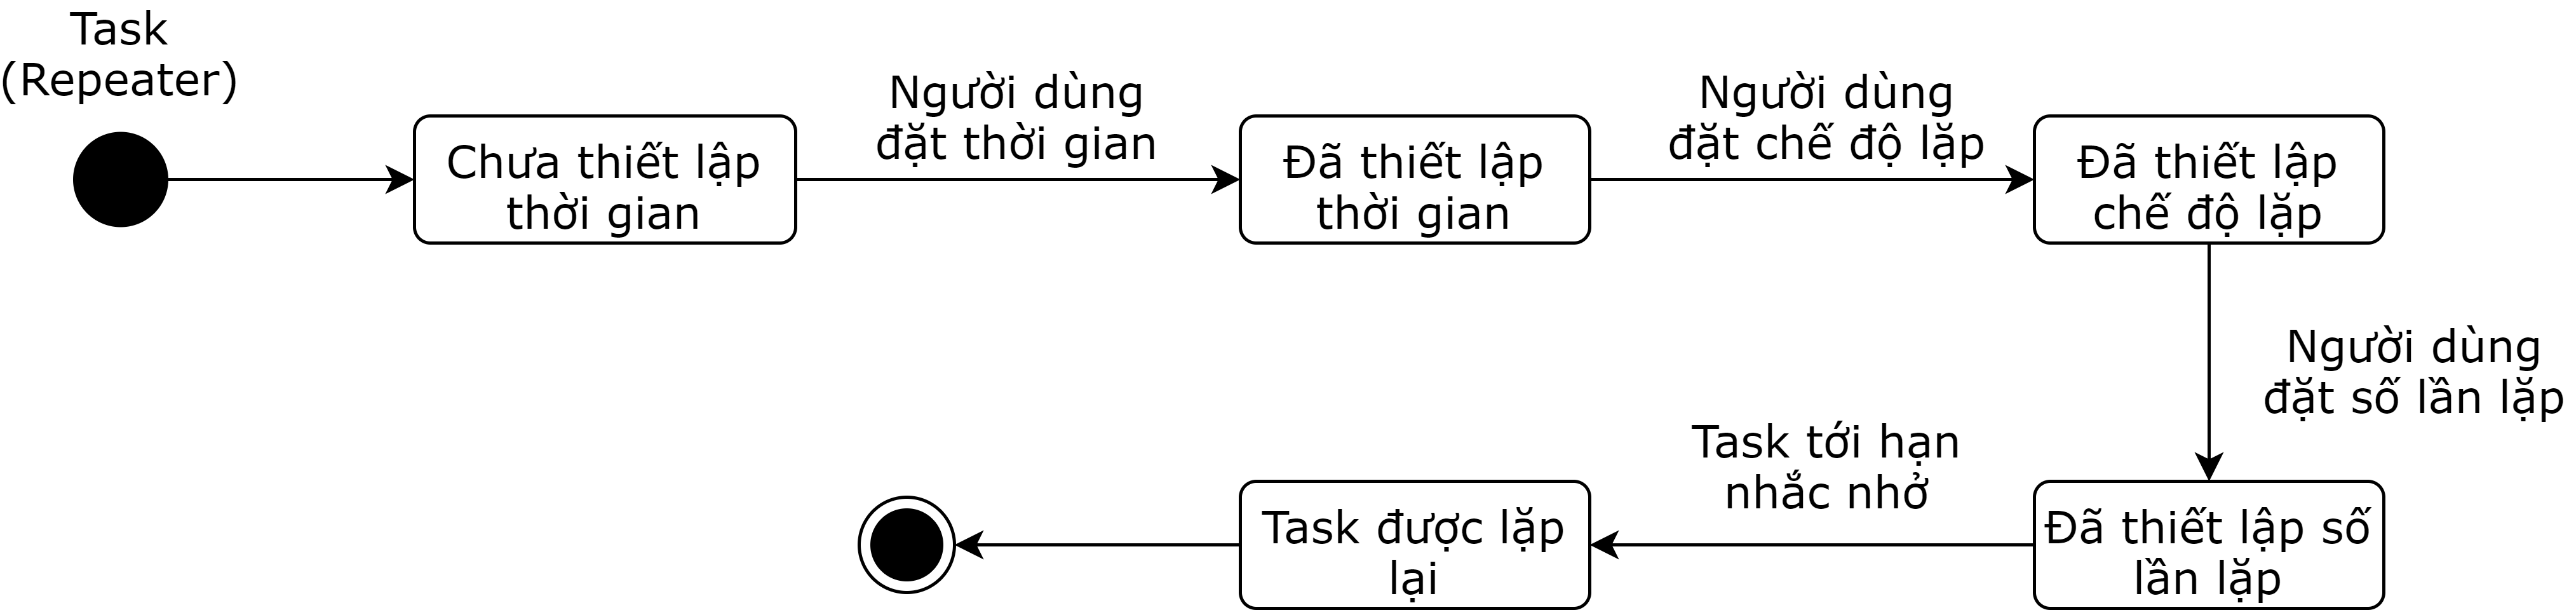 Task
(Repeater)
Chưa thiết lập
thời gian
Người dùng
đặt thời gian
Đã thiết lập
thời gian
Người dùng
đặt chế độ lặp
Đã thiết lập
chế độ lặp
Người dùng
đặt số lần lặp
Đã thiết lập số
lần lặp
Task tới hạn
nhắc nhở
Task được lặp
lại